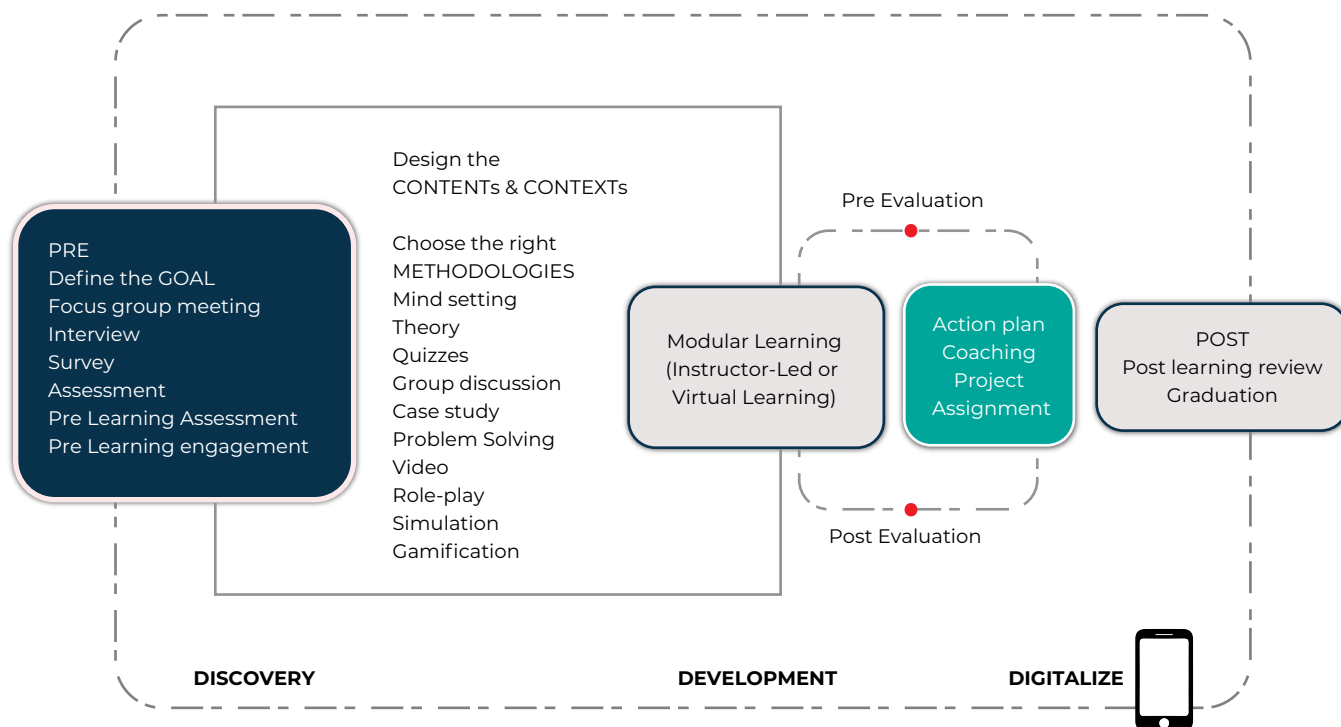 PRE
Define the GOAL
Focus group meeting
Interview
Survey
Assessment
Pre Learning Assessment
Pre Learning engagement
Design the
CONTENTs & CONTEXTs
Choose the right
METHODOLOGIES
Mind setting
Theory
Quizzes
Group discussion
Case study
Problem Solving
Video
Role-play
Simulation
Gamification
Modular Learning
(Instructor-Led or
Virtual Learning)
Pre Evaluation
Action plan
Coaching
Project
Assignment
Post Evaluation
POST
Post learning review
Graduation
DISCOVERY
DEVELOPMENT
DIGITALIZE